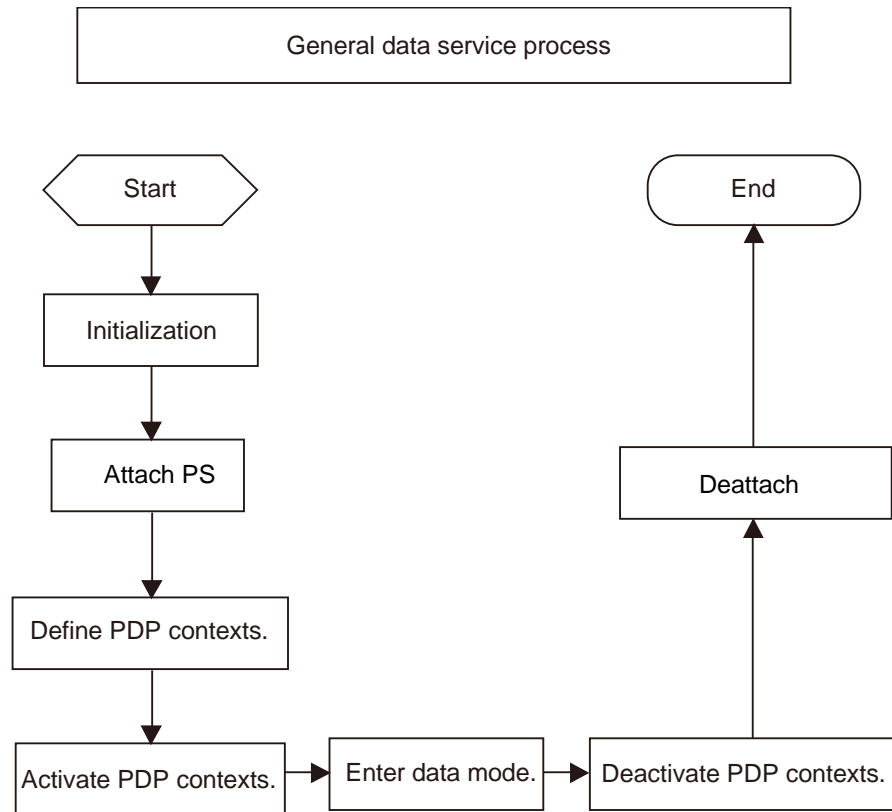 General data service process
Start
Initialization
Attach PS
Define PDP contexts.
Activate PDP contexts.
Enter data mode.
Deactivate PDP contexts.
Deattach
End